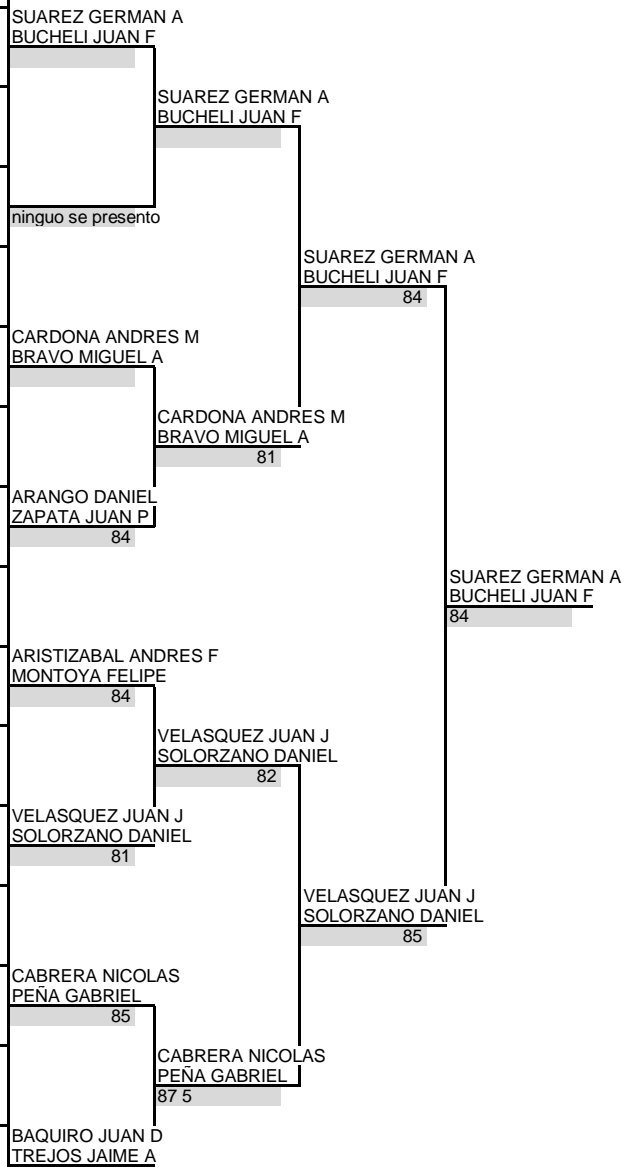 SUAREZ GERMAN A
BUCHELI JUAN F
SUAREZ GERMAN A
BUCHELI JUAN F
ninguo se presento
SUAREZ GERMAN A
BUCHELI JUAN F
84
CARDONA ANDRES M
BRAVO MIGUEL A
CARDONA ANDRES M
BRAVO MIGUEL A
81
ARANGO DANIEL
ZAPATA JUAN P
84
SUAREZ GERMAN A
BUCHELI JUAN F
84
ARISTIZABAL ANDRES F
MONTOYA FELIPE
84
VELASQUEZ JUAN J
SOLORZANO DANIEL
82
VELASQUEZ JUAN J
SOLORZANO DANIEL
81
VELASQUEZ JUAN J
SOLORZANO DANIEL
85
CABRERA NICOLAS
PEÑA GABRIEL
85
CABRERA NICOLAS
PEÑA GABRIEL
87 5
BAQUIRO JUAN D
TREJOS JAIME A